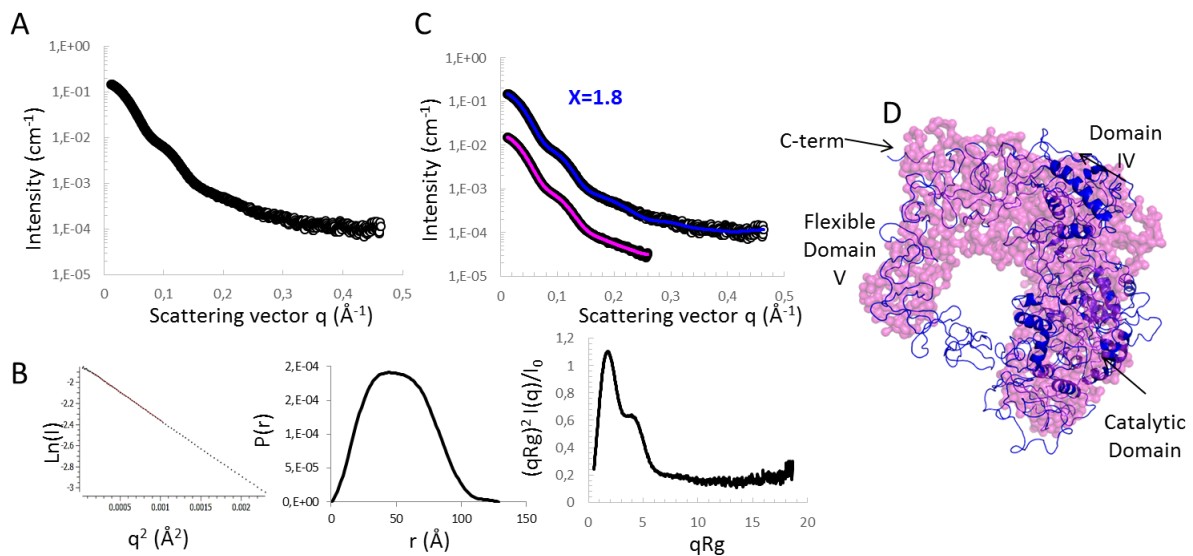 A
1,E+00
1,E-01
1,E-02
1,E-03
1,E-04
1,E-05
Intensity (cm⁻¹)
0
0,1
0,2
0,3
0,4
0,5
Scattering vector q (Å⁻¹)
C
1,E+00
1,E-01
1,E-02
1,E-03
1,E-04
1,E-05
Intensity (cm⁻¹)
X=1.8
0
0,1
0,2
0,3
0,4
0,5
Scattering vector q (Å⁻¹)
D
C-term
Domain
IV
Flexible
Domain
V
Catalytic
Domain
B
Ln(I)
-2
-2.2
-2.4
-2.6
-2.8
-3
0.0005
0.001
0.0015
0.002
q² (Å²)
P(r)
2,E-04
2,E-04
1,E-04
5,E-05
0,E+00
0
50
100
150
r (Å)
(qRg)² I(q)/I₀
1,2
1
0,8
0,6
0,4
0,2
0
0
5
10
15
20
qRg